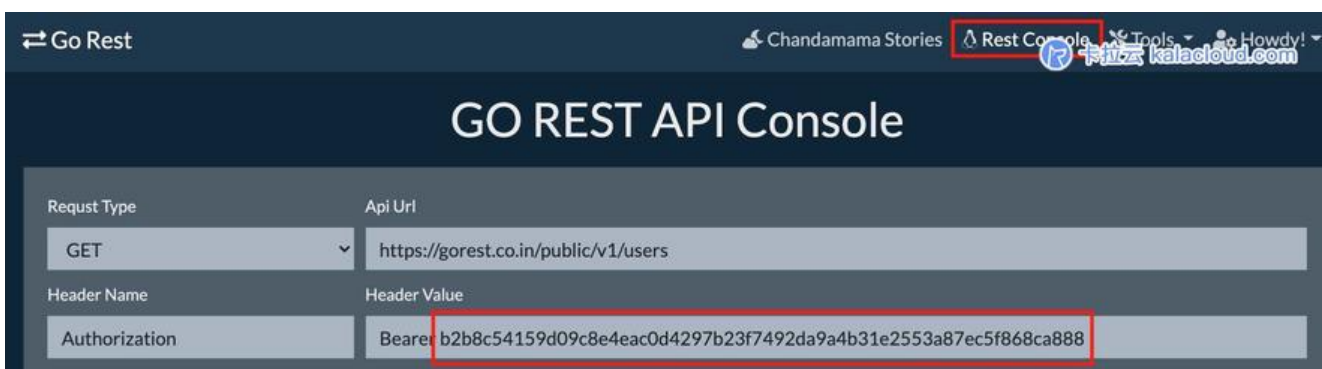 Go Rest Chandamama Stories Rest Console Tools Howdy!
卡拉云 kalacloud.com
GO REST API Console
Requst Type Api Url
GET https://gorest.co.in/public/v1/users
Header Name Header Value
Authorization Bearer b2b8c54159d09c8e4eac0d4297b23f7492da9a4b31e2553a87ec5f868ca888